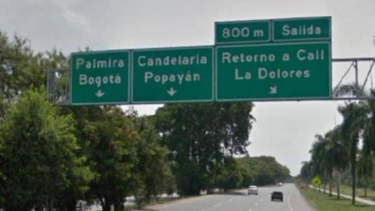 Palmira
Bogotá
Candelaria
Popayán
800 m
Salida
Retorno a Cali
La Dolores